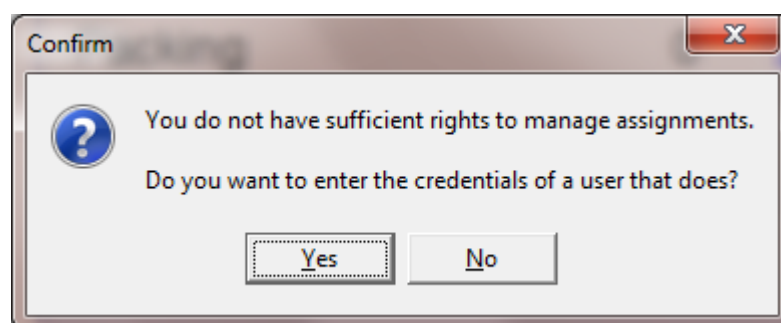 Confirm
You do not have sufficient rights to manage assignments.
Do you want to enter the credentials of a user that does?
Yes
No